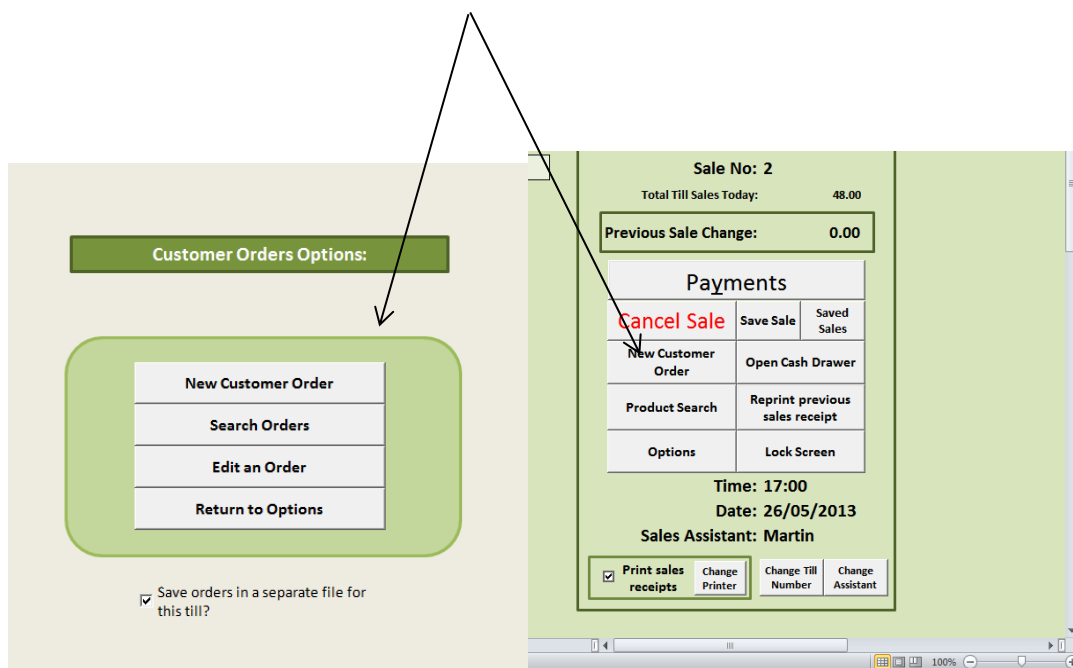 Customer Orders Options:
New Customer Order
Search Orders
Edit an Order
Return to Options
Save orders in a separate file for
this till?
Sale No: 2
Total Till Sales Today: 48.00
Previous Sale Change: 0.00
Payments
Cancel Sale
Save Sale
Saved
Sales
New Customer
Order
Open Cash Drawer
Product Search
Reprint previous
sales receipt
Options
Lock Screen
Time: 17:00
Date: 26/05/2013
Sales Assistant: Martin
Print sales
receipts
Change
Printer
Change Till
Number
Change
Assistant
100%